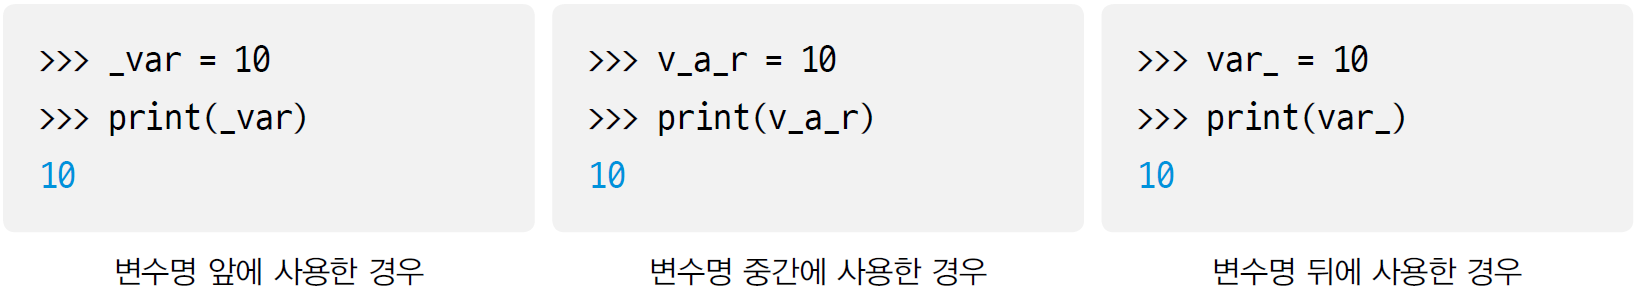 >>> _var = 10
>>> print(_var)
10
변수명 앞에 사용한 경우
>>> v_a_r = 10
>>> print(v_a_r)
10
변수명 중간에 사용한 경우
>>> var_ = 10
>>> print(var_)
10
변수명 뒤에 사용한 경우